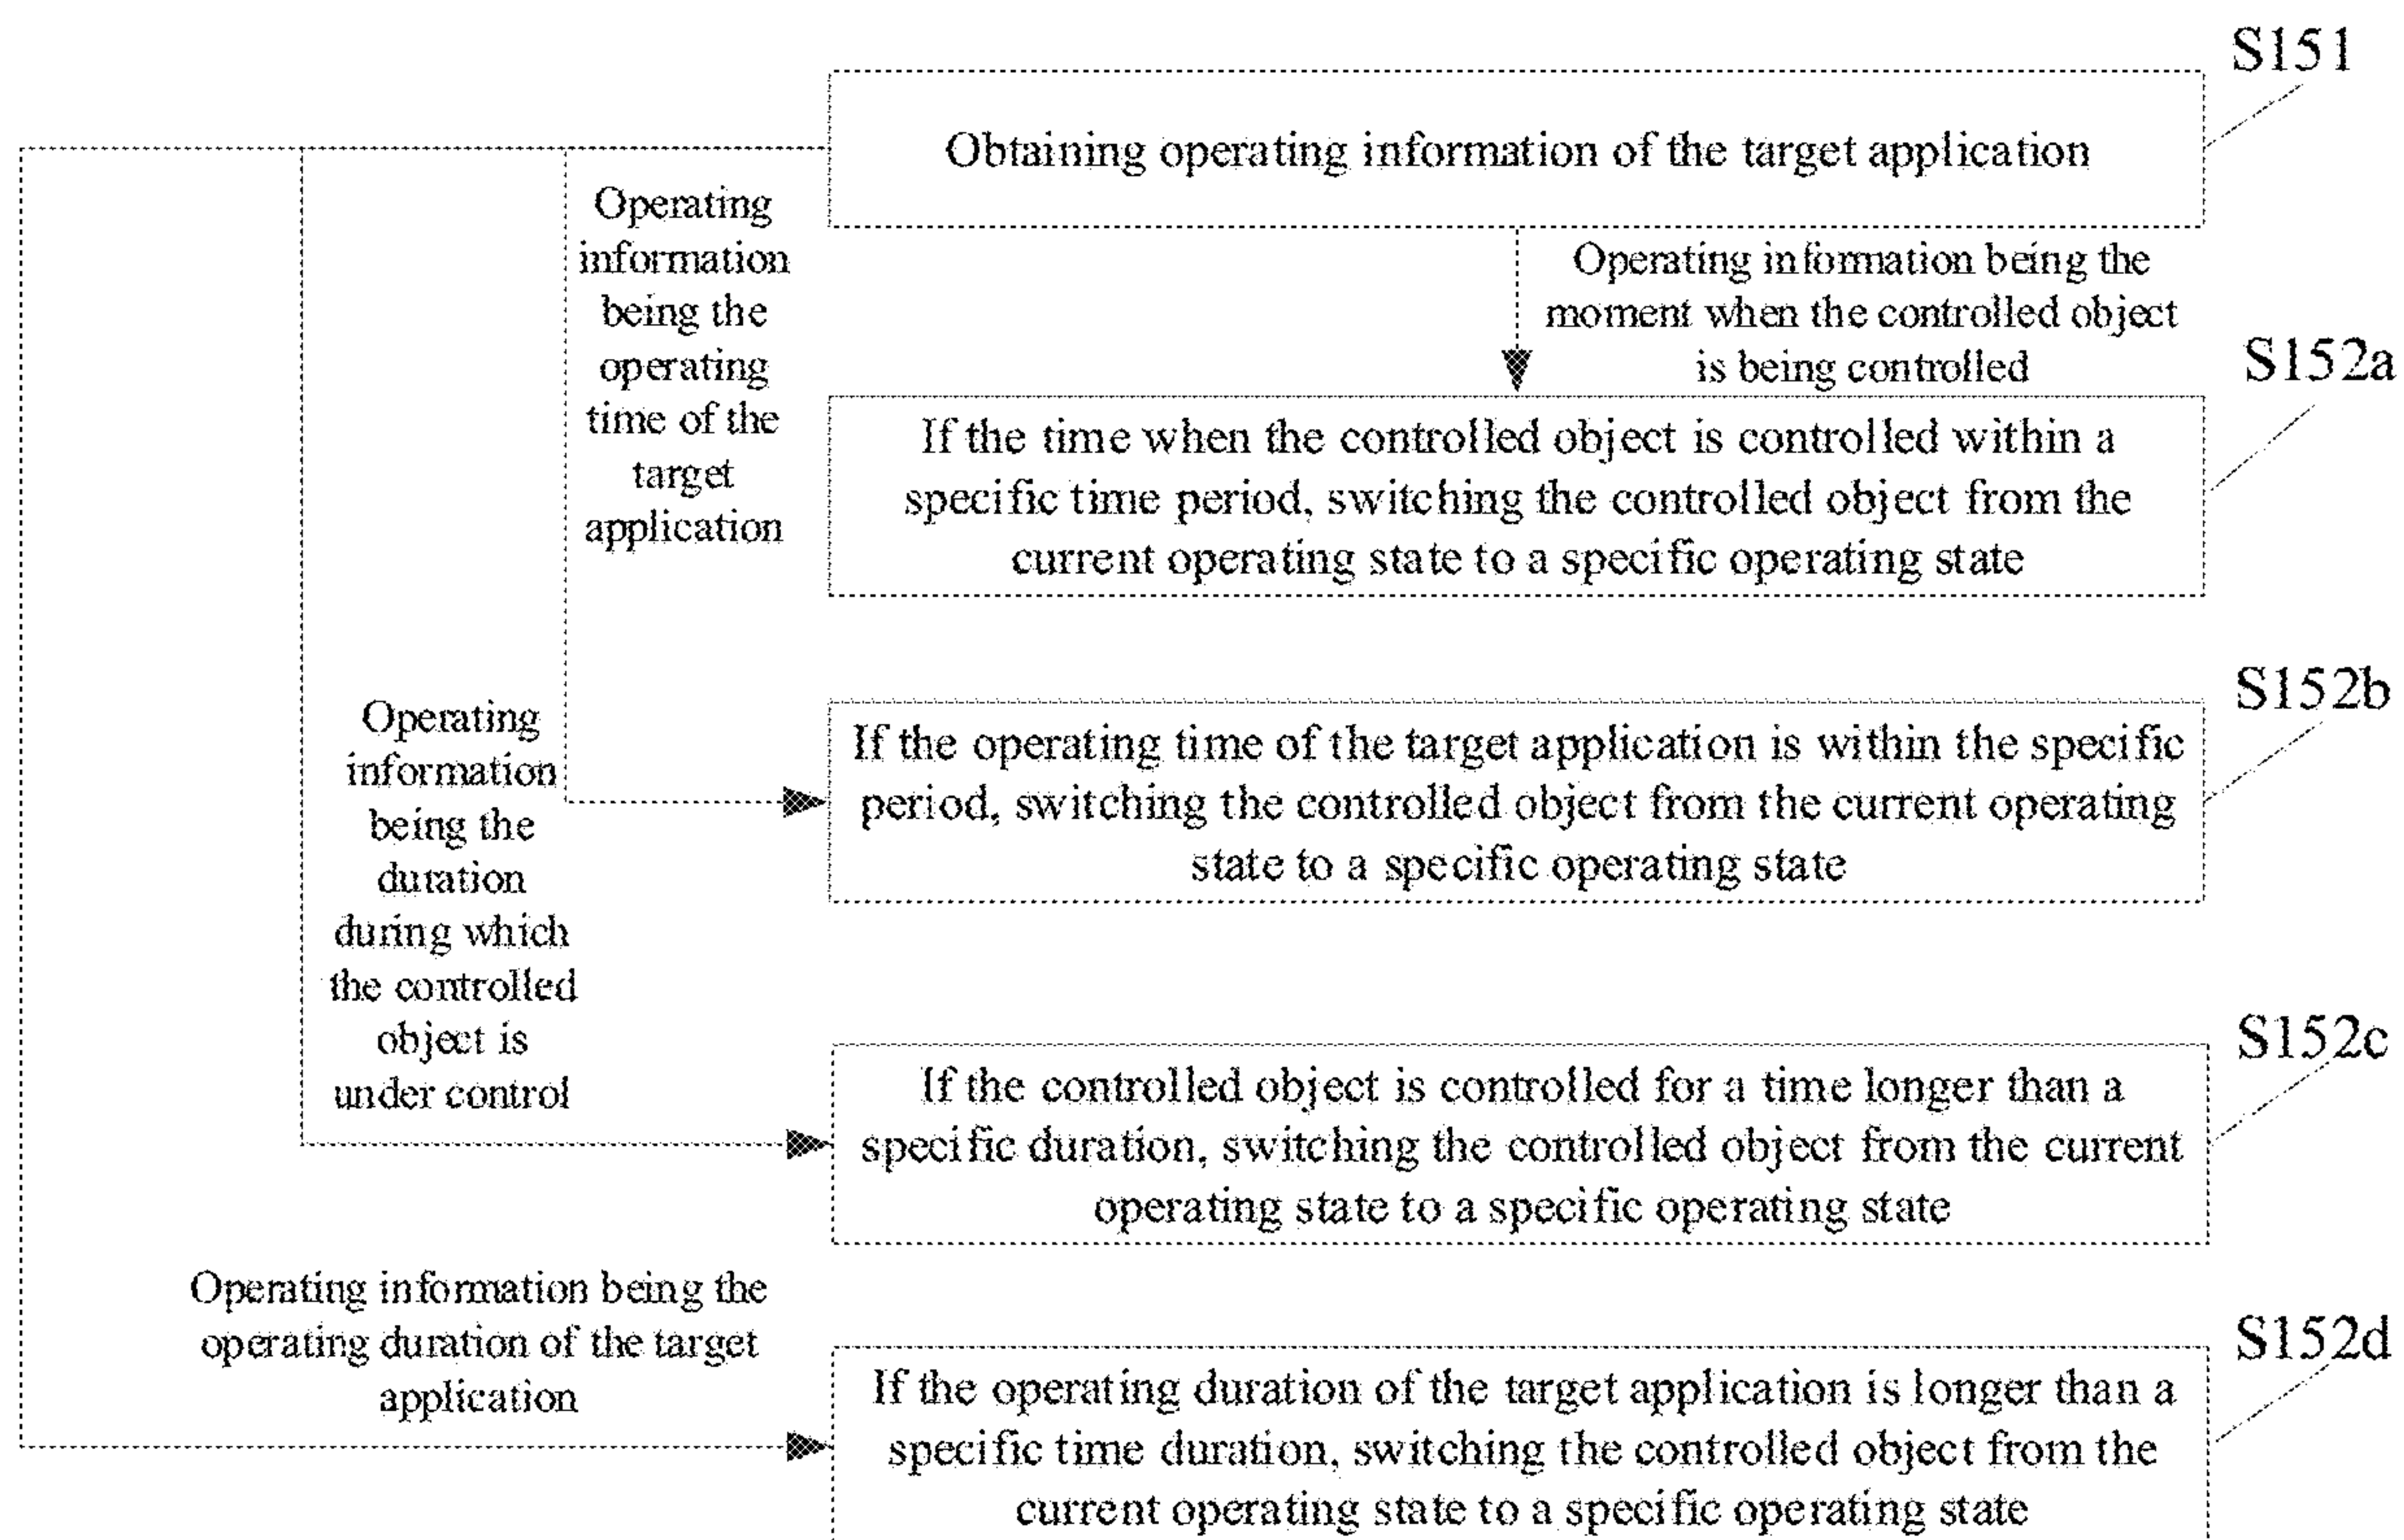 S151
Obtaining operating information of the target application
Operating
information
being the
operating
time of the
target
application
Operating information being the
moment when the controlled object
is being controlled
S152a
If the time when the controlled object is controlled within a
specific time period, switching the controlled object from the
current operating state to a specific operating state
S152b
If the operating time of the target application is within the specific
period, switching the controlled object from the current operating
state to a specific operating state
Operating
information
being the
duration
during which
the controlled
object is
under control
S152c
If the controlled object is controlled for a time longer than a
specific duration, switching the controlled object from the current
operating state to a specific operating state
Operating information being the
operating duration of the target
application
S152d
If the operating duration of the target application is longer than a
specific time duration, switching the controlled object from the
current operating state to a specific operating state